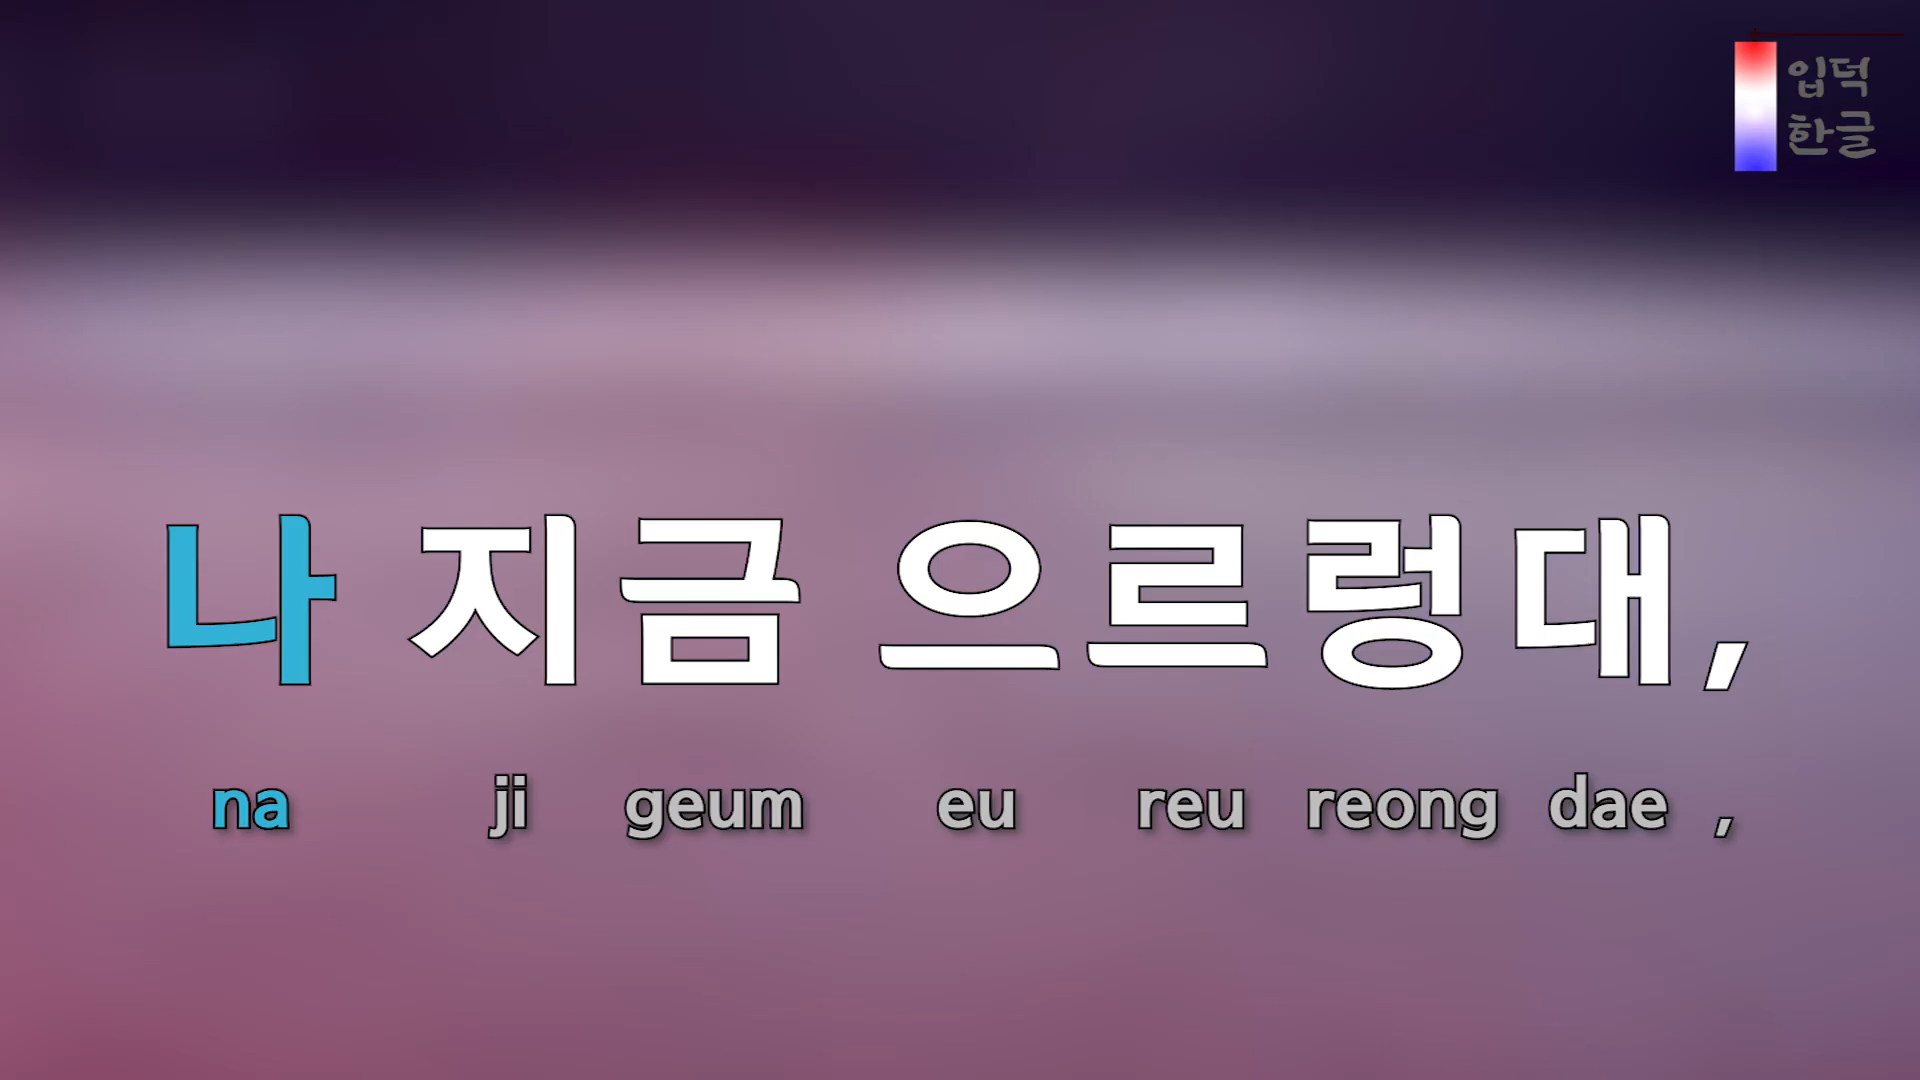 입덕
한글
나 지금 으르렁대,
na ji geum eu reu reong dae ,